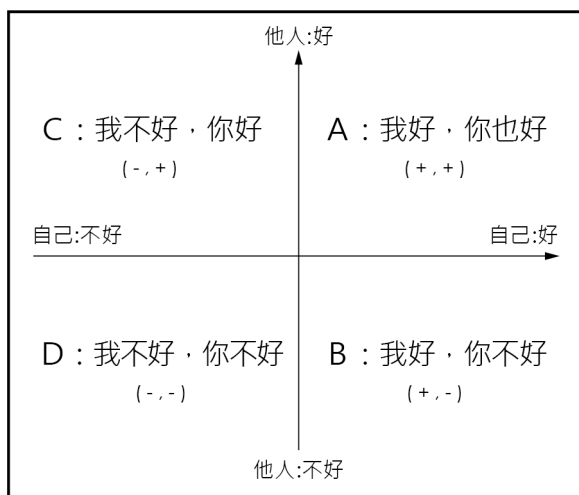 他人:好
C：我不好，你好
(-,+)
A：我好，你也好
(+,+)
自己:不好
自己:好
D：我不好，你不好
(-,-)
B：我好，你不好
(+,-)
他人:不好